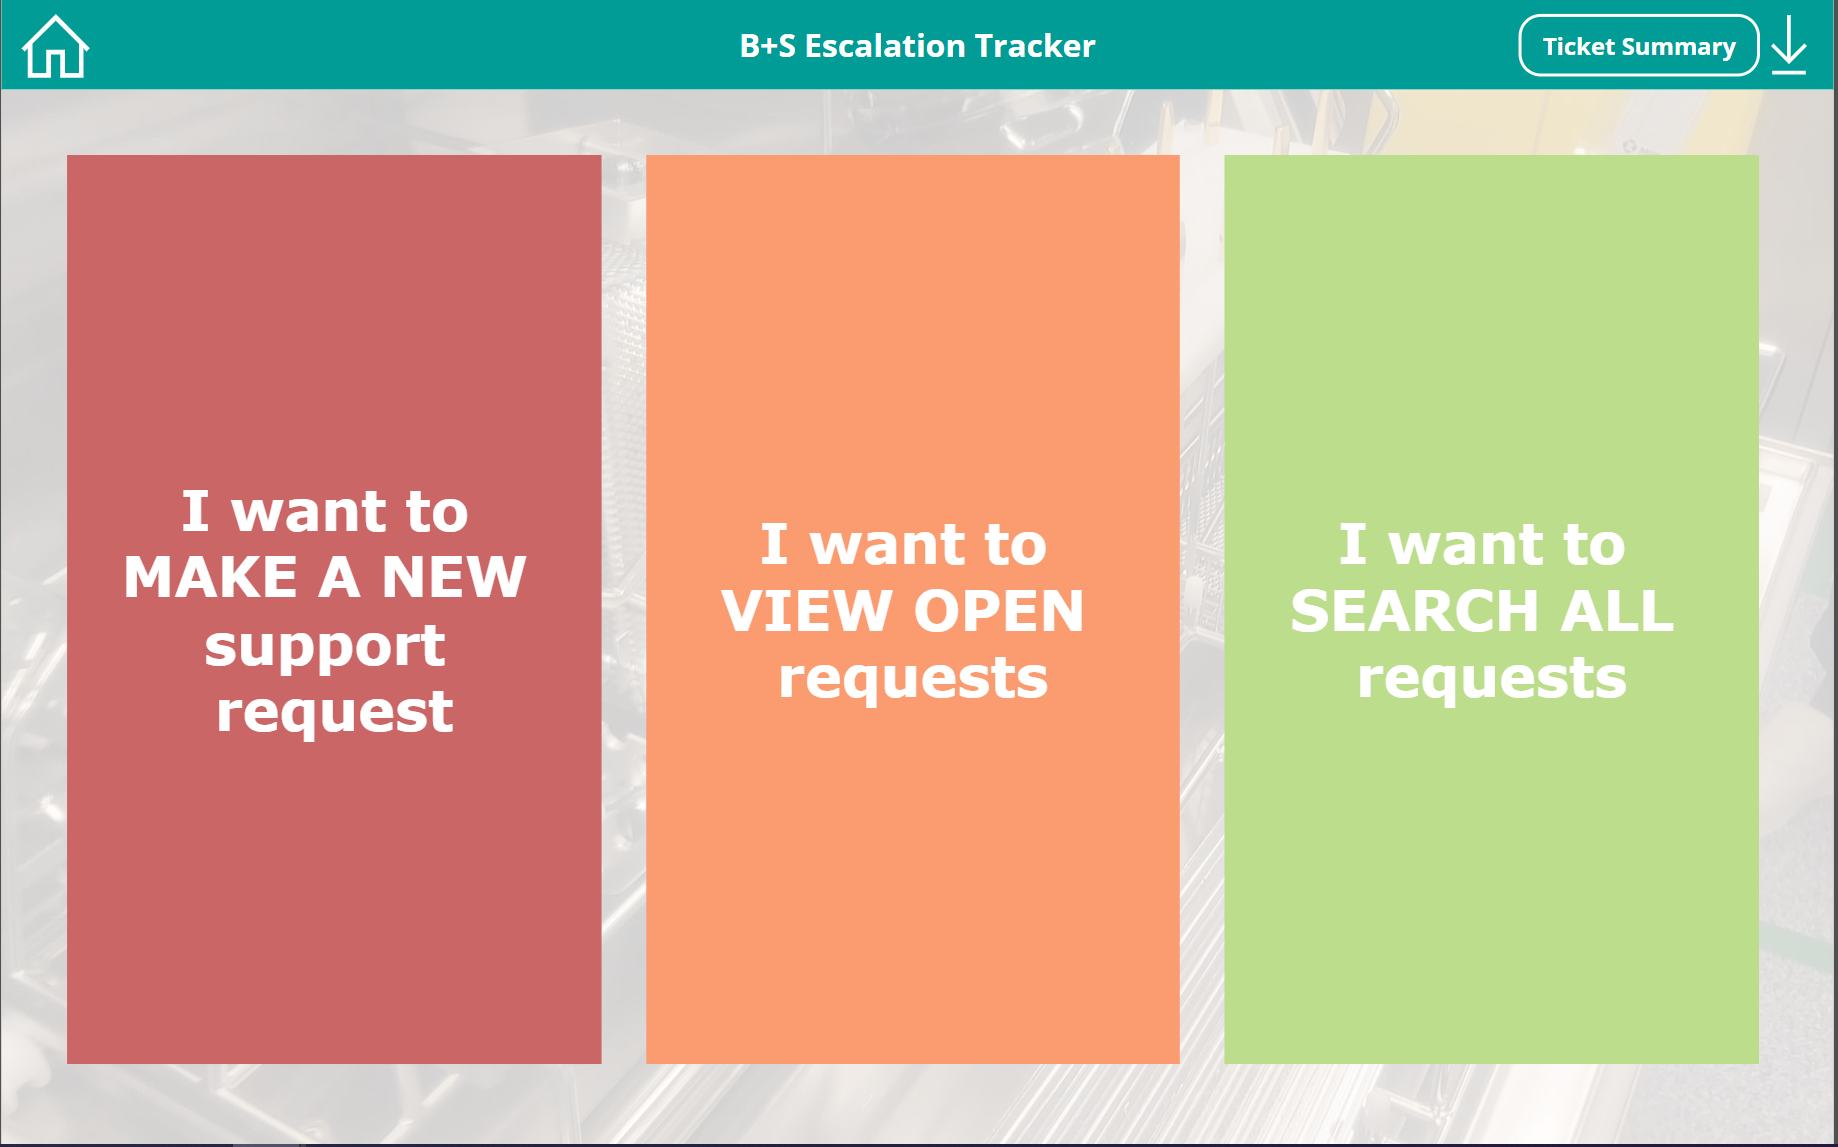 B+S Escalation Tracker
Ticket Summary
I want to
MAKE A NEW
support
request
I want to
VIEW OPEN
requests
I want to
SEARCH ALL
requests